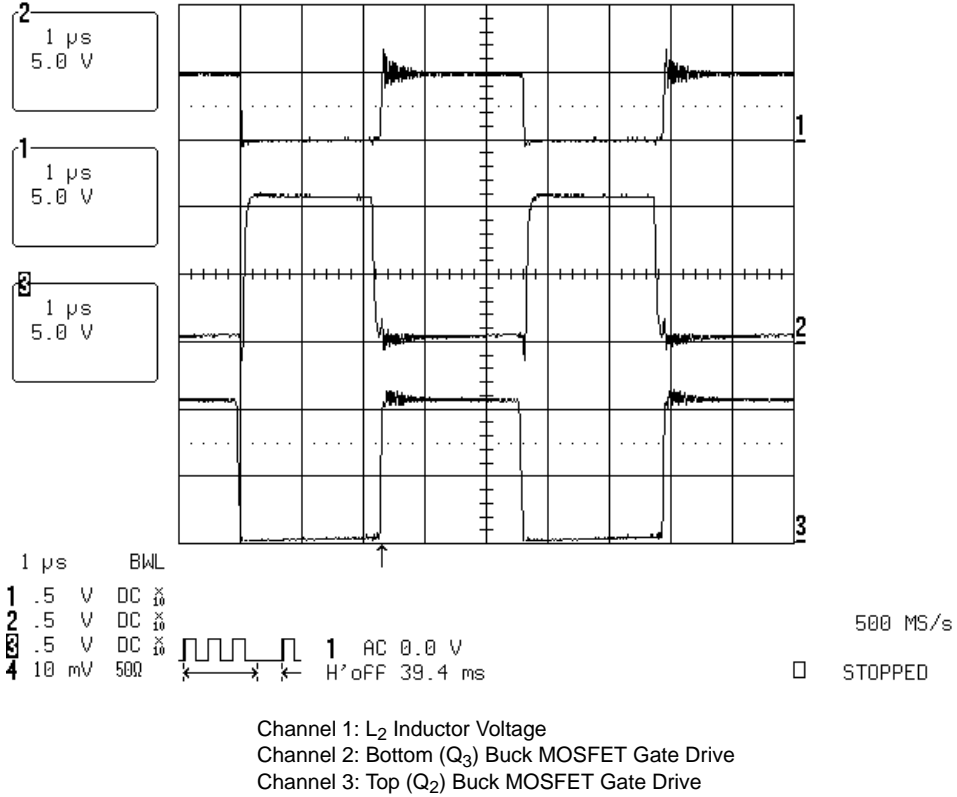 2
1 µs
5.0 V
1
1 µs
5.0 V
3
1 µs
5.0 V
1
2
3
1 µs BWL
1 .5 V DC x10
2 .5 V DC x10
3 .5 V DC x10
4 10 mV 50Ω
1 AC 0.0 V
H'oFF 39.4 ms
500 MS/s
STOPPED
Channel 1: L2 Inductor Voltage
Channel 2: Bottom (Q3) Buck MOSFET Gate Drive
Channel 3: Top (Q2) Buck MOSFET Gate Drive